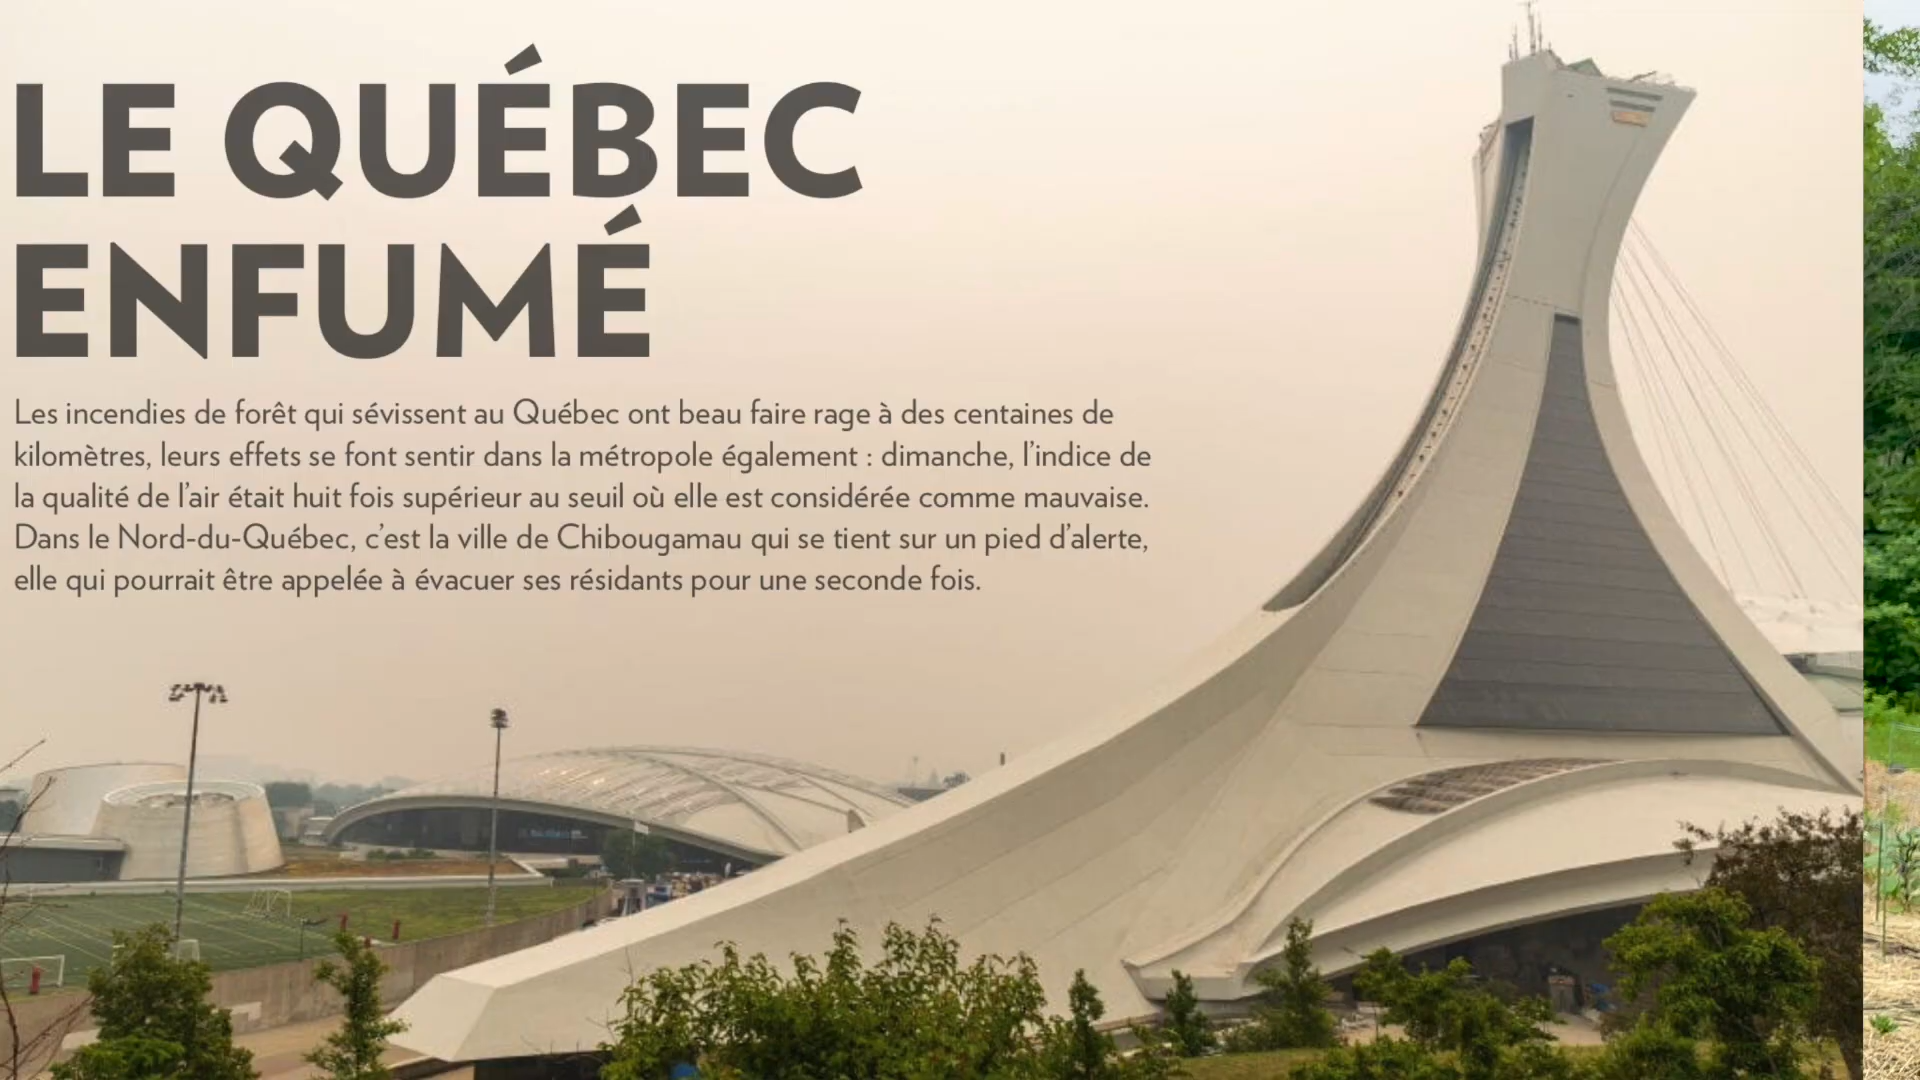 LE QUÉBEC
ENFUMÉ
Les incendies de forêt qui sévissent au Québec ont beau faire rage à des centaines de
kilomètres, leurs effets se font sentir dans la métropole également : dimanche, l’indice de
la qualité de l’air était huit fois supérieur au seuil où elle est considérée comme mauvaise.
Dans le Nord-du-Québec, c’est la ville de Chibougamau qui se tient sur un pied d’alerte,
elle qui pourrait être appelée à évacuer ses résidants pour une seconde fois.